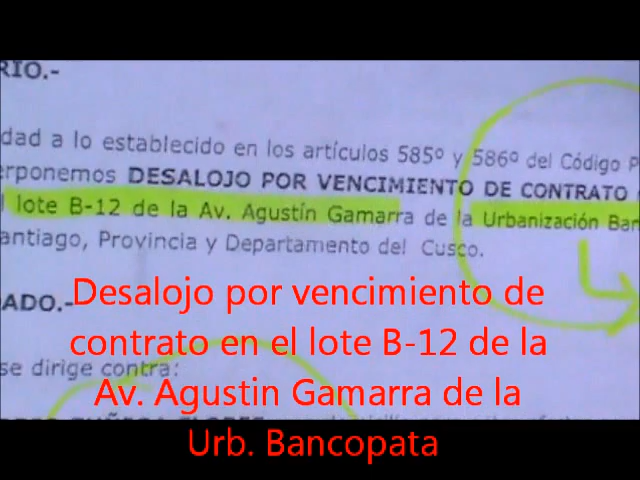 RIO.-
dad a lo establecido en los artículos 585º y 586º del Código P
erponemos DESALOJO POR VENCIMIENTO DE CONTRATO
l lote B-12 de la Av. Agustín Gamarra de la Urbanización Ban
antiago, Provincia y Departamento del Cusco.
ADO.-
se dirige contra:
Desalojo por vencimiento de
contrato en el lote B-12 de la
Av. Agustin Gamarra de la
Urb. Bancopata